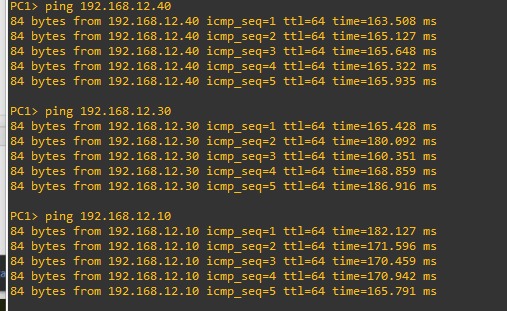 PC1> ping 192.168.12.40
84 bytes from 192.168.12.40 icmp_seq=1 ttl=64 time=163.508 ms
84 bytes from 192.168.12.40 icmp_seq=2 ttl=64 time=165.127 ms
84 bytes from 192.168.12.40 icmp_seq=3 ttl=64 time=165.648 ms
84 bytes from 192.168.12.40 icmp_seq=4 ttl=64 time=165.322 ms
84 bytes from 192.168.12.40 icmp_seq=5 ttl=64 time=165.935 ms
PC1> ping 192.168.12.30
84 bytes from 192.168.12.30 icmp_seq=1 ttl=64 time=165.428 ms
84 bytes from 192.168.12.30 icmp_seq=2 ttl=64 time=180.092 ms
84 bytes from 192.168.12.30 icmp_seq=3 ttl=64 time=160.351 ms
84 bytes from 192.168.12.30 icmp_seq=4 ttl=64 time=168.859 ms
84 bytes from 192.168.12.30 icmp_seq=5 ttl=64 time=186.916 ms
PC1> ping 192.168.12.10
84 bytes from 192.168.12.10 icmp_seq=1 ttl=64 time=182.127 ms
84 bytes from 192.168.12.10 icmp_seq=2 ttl=64 time=171.596 ms
84 bytes from 192.168.12.10 icmp_seq=3 ttl=64 time=170.459 ms
84 bytes from 192.168.12.10 icmp_seq=4 ttl=64 time=170.942 ms
84 bytes from 192.168.12.10 icmp_seq=5 ttl=64 time=165.791 ms